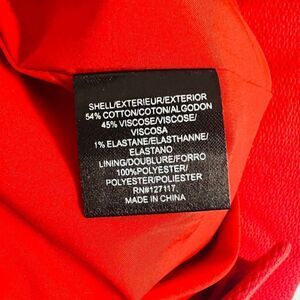 SHELL/EXTERIEUR/EXTERIOR
54% COTTON/COTON/ALGODON
45% VISCOSE/VISCOSE/
VISCOSA
1% ELASTANE/ELASTHANNE/
ELASTANO
LINING/DOUBLURE/FORRO
100%POLYESTER/
POLYESTER/POLIESTER
RN#127117
MADE IN CHINA